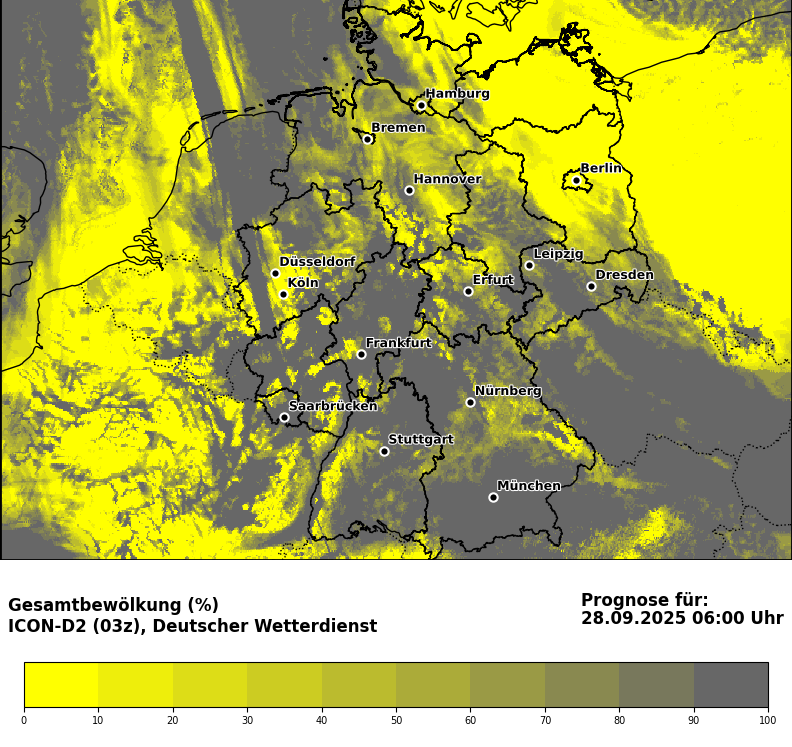 Hamburg
Bremen
Berlin
Hannover
Leipzig
Düsseldorf
Dresden
Erfurt
Köln
Frankfurt
Nürnberg
Saarbrücken
Stuttgart
München
Gesamtbewölkung (%)
ICON-D2 (03z), Deutscher Wetterdienst
Prognose für:
28.09.2025 06:00 Uhr
0 10 20 30 40 50 60 70 80 90 100